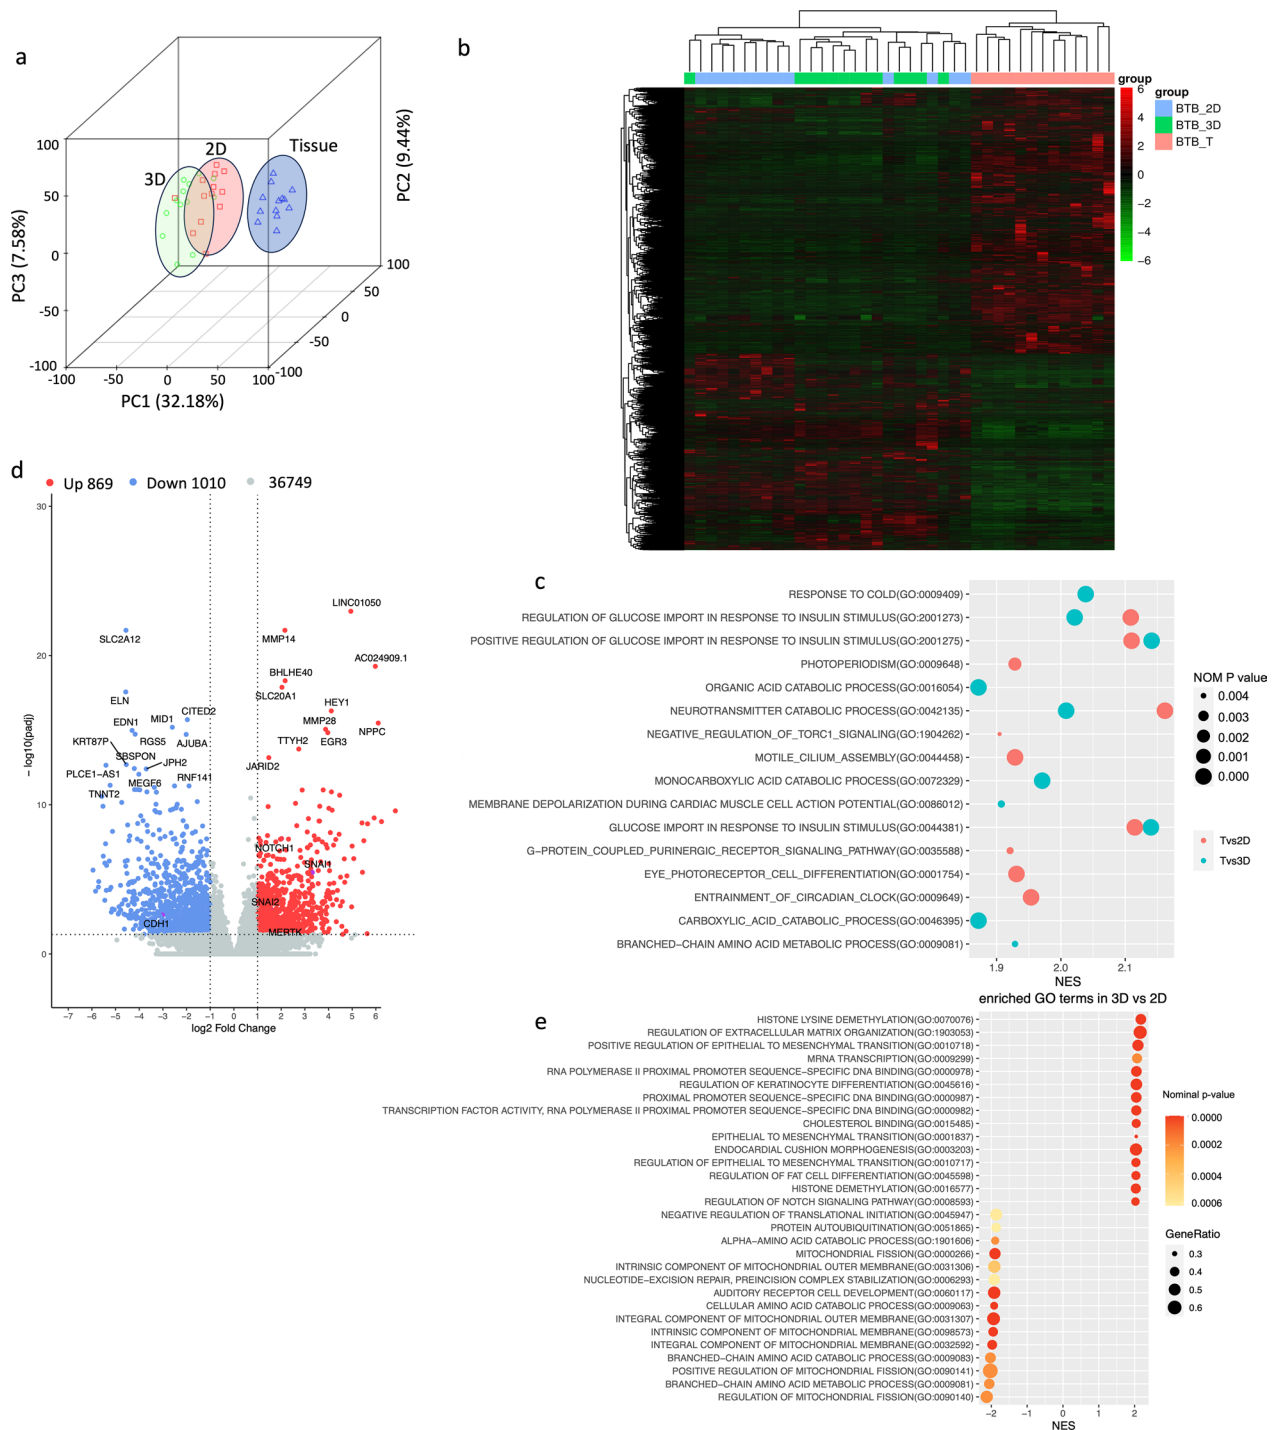 a
3D
2D
Tissue
100
50
0
-50
-100
PC3 (7.58%)
-100
-50
0
50
100
PC1 (32.18%)
-100
-50
0
50
100
PC2 (9.44%)
b
group
6
4
2
0
−2
−4
−6
group
BTB_2D
BTB_3D
BTB_T
c
RESPONSE TO COLD(GO:0009409)
REGULATION OF GLUCOSE IMPORT IN RESPONSE TO INSULIN STIMULUS(GO:2001273)
POSITIVE REGULATION OF GLUCOSE IMPORT IN RESPONSE TO INSULIN STIMULUS(GO:2001275)
PHOTOPERIODISM(GO:0009648)
ORGANIC ACID CATABOLIC PROCESS(GO:0016054)
NEUROTRANSMITTER CATABOLIC PROCESS(GO:0042135)
NEGATIVE_REGULATION_OF_TORC1_SIGNALING(GO:1904262)
MOTILE_CILIUM_ASSEMBLY(GO:0044458)
MONOCARBOXYLIC ACID CATABOLIC PROCESS(GO:0072329)
MEMBRANE DEPOLARIZATION DURING CARDIAC MUSCLE CELL ACTION POTENTIAL(GO:0086012)
GLUCOSE IMPORT IN RESPONSE TO INSULIN STIMULUS(GO:0044381)
G−PROTEIN_COUPLED_PURINERGIC_RECEPTOR_SIGNALING_PATHWAY(GO:0035588)
EYE_PHOTORECEPTOR_CELL_DIFFERENTIATION(GO:0001754)
ENTRAINMENT_OF_CIRCADIAN_CLOCK(GO:0009649)
CARBOXYLIC_ACID_CATABOLIC_PROCESS(GO:0046395)
BRANCHED−CHAIN AMINO ACID METABOLIC PROCESS(GO:0009081)
1.9
2.0
2.1
NES
NOM P value
0.004
0.003
0.002
0.001
0.000
Tvs2D
Tvs3D
d
Up 869
Down 1010
36749
30
20
10
0
− log10(padj)
LINC01050
SLC2A12
MMP14
AC024909.1
BHLHE40
SLC20A1
ELN
HEY1
CITED2
MID1
EDN1
MMP28
NPPC
KRT87P
RGS5
AJUBA
TTYH2
EGR3
SBSPON
JPH2
JARID2
PLCE1−AS1
MEGF6
RNF141
TNNT2
NOTCH1
SNAI1
SNAI2
CDH1
MERTK
−7
−6
−5
−4
−3
−2
−1
0
1
2
3
4
5
6
log2 Fold Change
e
enriched GO terms in 3D vs 2D
HISTONE LYSINE DEMETHYLATION(GO:0070076)
REGULATION OF EXTRACELLULAR MATRIX ORGANIZATION(GO:1903053)
POSITIVE REGULATION OF EPITHELIAL TO MESENCHYMAL TRANSITION(GO:0010718)
MRNA TRANSCRIPTION(GO:0009299)
RNA POLYMERASE II PROXIMAL PROMOTER SEQUENCE−SPECIFIC DNA BINDING(GO:0000978)
REGULATION OF KERATINOCYTE DIFFERENTIATION(GO:0045616)
PROXIMAL PROMOTER SEQUENCE−SPECIFIC DNA BINDING(GO:0000987)
TRANSCRIPTION FACTOR ACTIVITY, RNA POLYMERASE II PROXIMAL PROMOTER SEQUENCE−SPECIFIC DNA BINDING(GO:0000982)
CHOLESTEROL BINDING(GO:0015485)
EPITHELIAL TO MESENCHYMAL TRANSITION(GO:0001837)
ENDOCARDIAL CUSHION MORPHOGENESIS(GO:0003203)
REGULATION OF EPITHELIAL TO MESENCHYMAL TRANSITION(GO:0010717)
REGULATION OF FAT CELL DIFFERENTIATION(GO:0045598)
HISTONE DEMETHYLATION(GO:0016577)
REGULATION OF NOTCH SIGNALING PATHWAY(GO:0008593)
NEGATIVE REGULATION OF TRANSLATIONAL INITIATION(GO:0045947)
PROTEIN AUTOUBIQUITINATION(GO:0051865)
ALPHA−AMINO ACID CATABOLIC PROCESS(GO:1901606)
MITOCHONDRIAL FISSION(GO:0000266)
INTRINSIC COMPONENT OF MITOCHONDRIAL OUTER MEMBRANE(GO:0031306)
NUCLEOTIDE−EXCISION REPAIR, PREINCISION COMPLEX STABILIZATION(GO:0006293)
AUDITORY RECEPTOR CELL DEVELOPMENT(GO:0060117)
CELLULAR AMINO ACID CATABOLIC PROCESS(GO:0009063)
INTEGRAL COMPONENT OF MITOCHONDRIAL OUTER MEMBRANE(GO:0031307)
INTRINSIC COMPONENT OF MITOCHONDRIAL MEMBRANE(GO:0098573)
INTEGRAL COMPONENT OF MITOCHONDRIAL MEMBRANE(GO:0032592)
BRANCHED−CHAIN AMINO ACID CATABOLIC PROCESS(GO:0009083)
POSITIVE REGULATION OF MITOCHONDRIAL FISSION(GO:0090141)
BRANCHED−CHAIN AMINO ACID METABOLIC PROCESS(GO:0009081)
REGULATION OF MITOCHONDRIAL FISSION(GO:0090140)
−2
−1
0
1
2
NES
Nominal p−value
0.0000
0.0002
0.0004
0.0006
GeneRatio
0.3
0.4
0.5
0.6